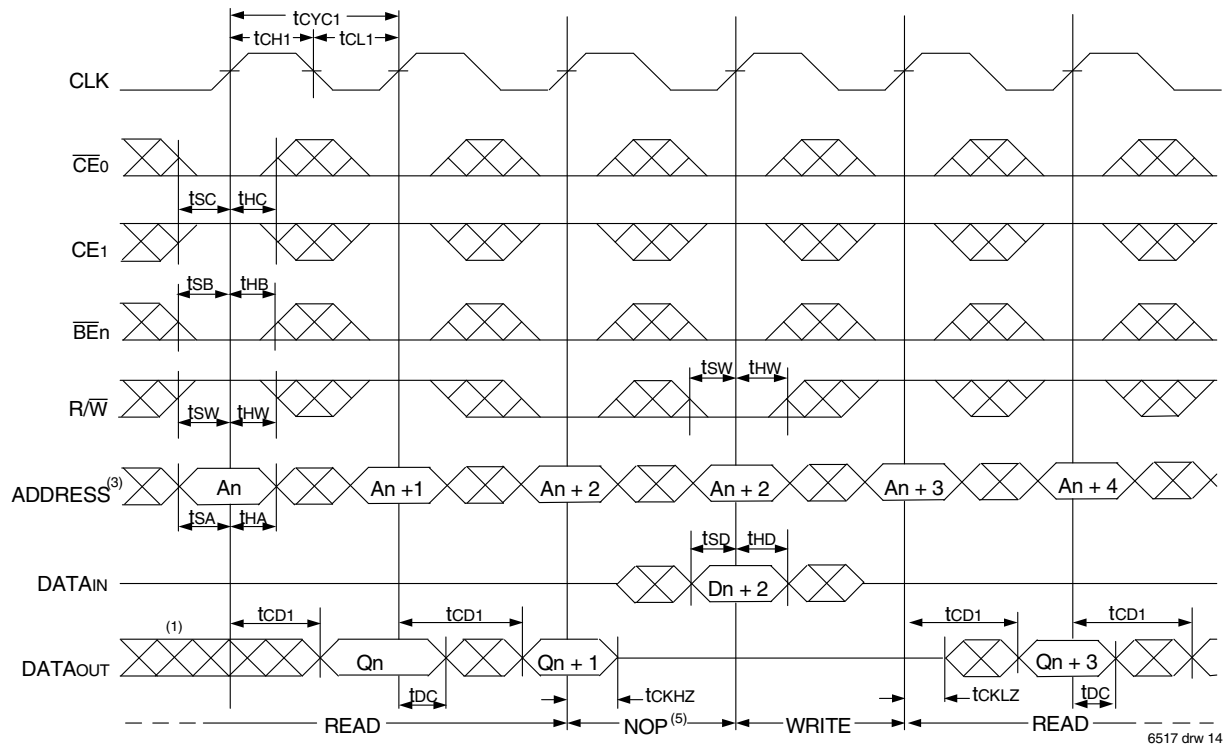 tCYC1
tCH1 tCL1
CLK
CE0
tSC tHC
CE1
tSB tHB
BEn
tSW tHW
R/W
tSW tHW
ADDRESS(3) An An +1 An + 2 An + 2 An + 3 An + 4
tSA tHA
tSD tHD
DATAIN Dn + 2
tCD1 tCD1 tCD1 tCD1
(1)
DATAOUT Qn Qn + 1 Qn + 3
tDC tCKHZ tCKLZ tDC
READ NOP(5) WRITE READ
6517 drw 14